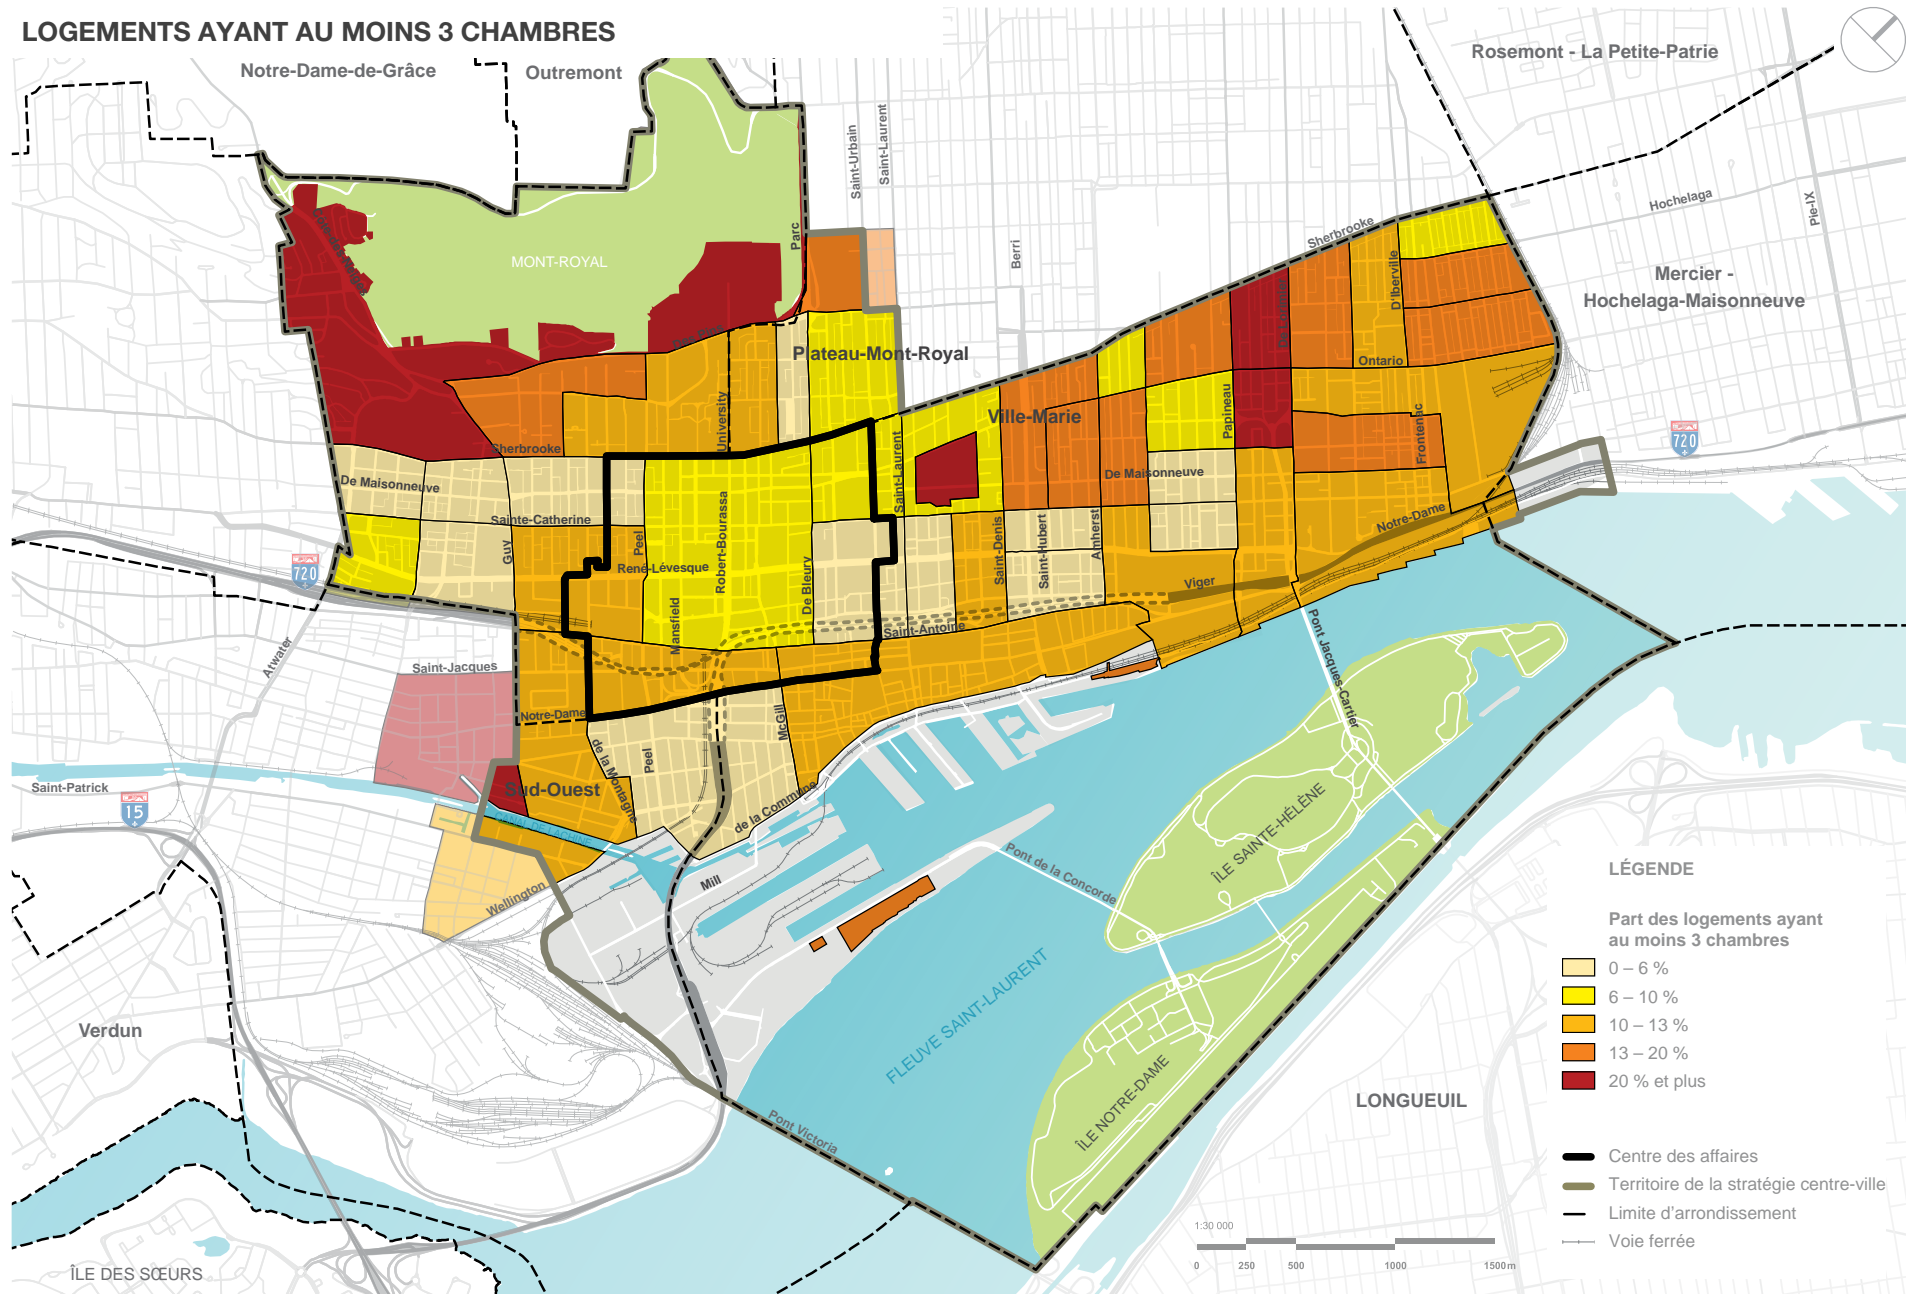 LOGEMENTS AYANT AU MOINS 3 CHAMBRES
Notre-Dame-de-Grâce
Outremont
Rosemont - La Petite-Patrie
Saint-Urbain
Saint-Laurent
Parc
Berri
Sherbrooke
Hochelaga
Pie-IX
D'Iberville
Mercier -
Hochelaga-Maisonneuve
MONT-ROYAL
Plateau-Mont-Royal
Ontario
Ville-Marie
University
Papineau
Frontenac
Sherbrooke
De Maisonneuve
De Maisonneuve
Saint-Laurent
720
Sainte-Catherine
Guy
Peel
René-Lévesque
Robert-Bourassa
Mansfield
De Bleury
Saint-Denis
Saint-Hubert
Amherst
Notre-Dame
Viger
720
Saint-Antoine
Atwater
Saint-Jacques
Pont Jacques-Cartier
Notre-Dame
McGill
de la Montagne
Peel
Saint-Patrick
15
Sud-Ouest
CANAL DE LACHINE
de la Commune
Mill
Wellington
Pont de la Concorde
ÎLE SAINTE-HÉLÈNE
FLEUVE SAINT-LAURENT
ÎLE NOTRE-DAME
Verdun
Pont Victoria
LONGUEUIL
ÎLE DES SŒURS
LÉGENDE
Part des logements ayant
au moins 3 chambres
0 – 6 %
6 – 10 %
10 – 13 %
13 – 20 %
20 % et plus
Centre des affaires
Territoire de la stratégie centre-ville
Limite d'arrondissement
Voie ferrée
1:30 000
0 250 500 1000 1500m